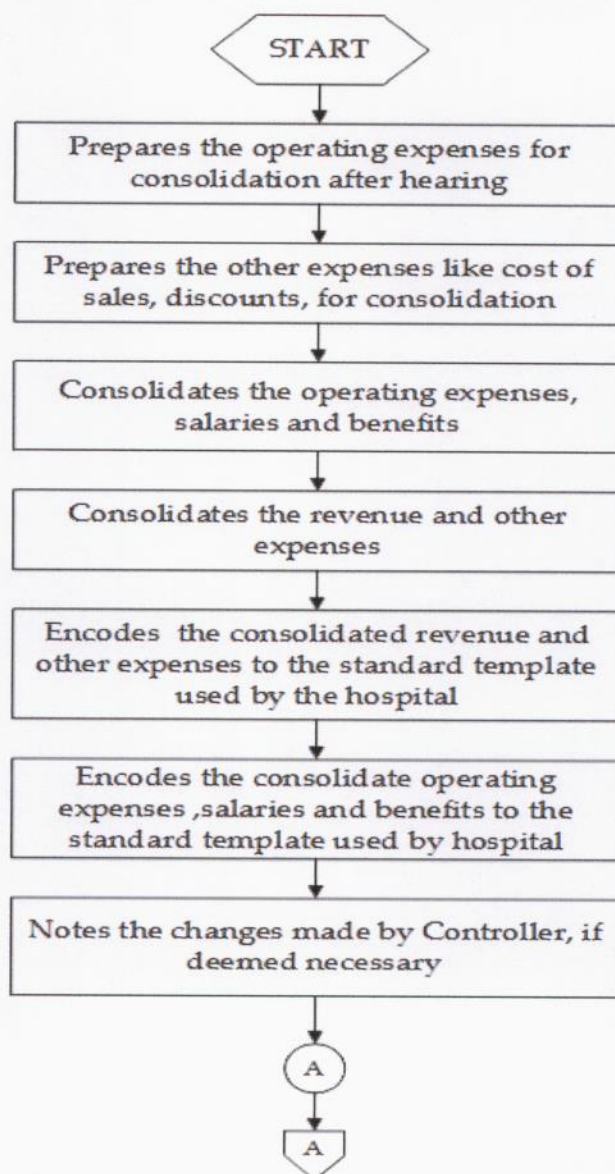 START
Prepares the operating expenses for
consolidation after hearing
Prepares the other expenses like cost of
sales, discounts, for consolidation
Consolidates the operating expenses,
salaries and benefits
Consolidates the revenue and other
expenses
Encodes the consolidated revenue and
other expenses to the standard template
used by the hospital
Encodes the consolidate operating
expenses ,salaries and benefits to the
standard template used by hospital
Notes the changes made by Controller, if
deemed necessary
A
A